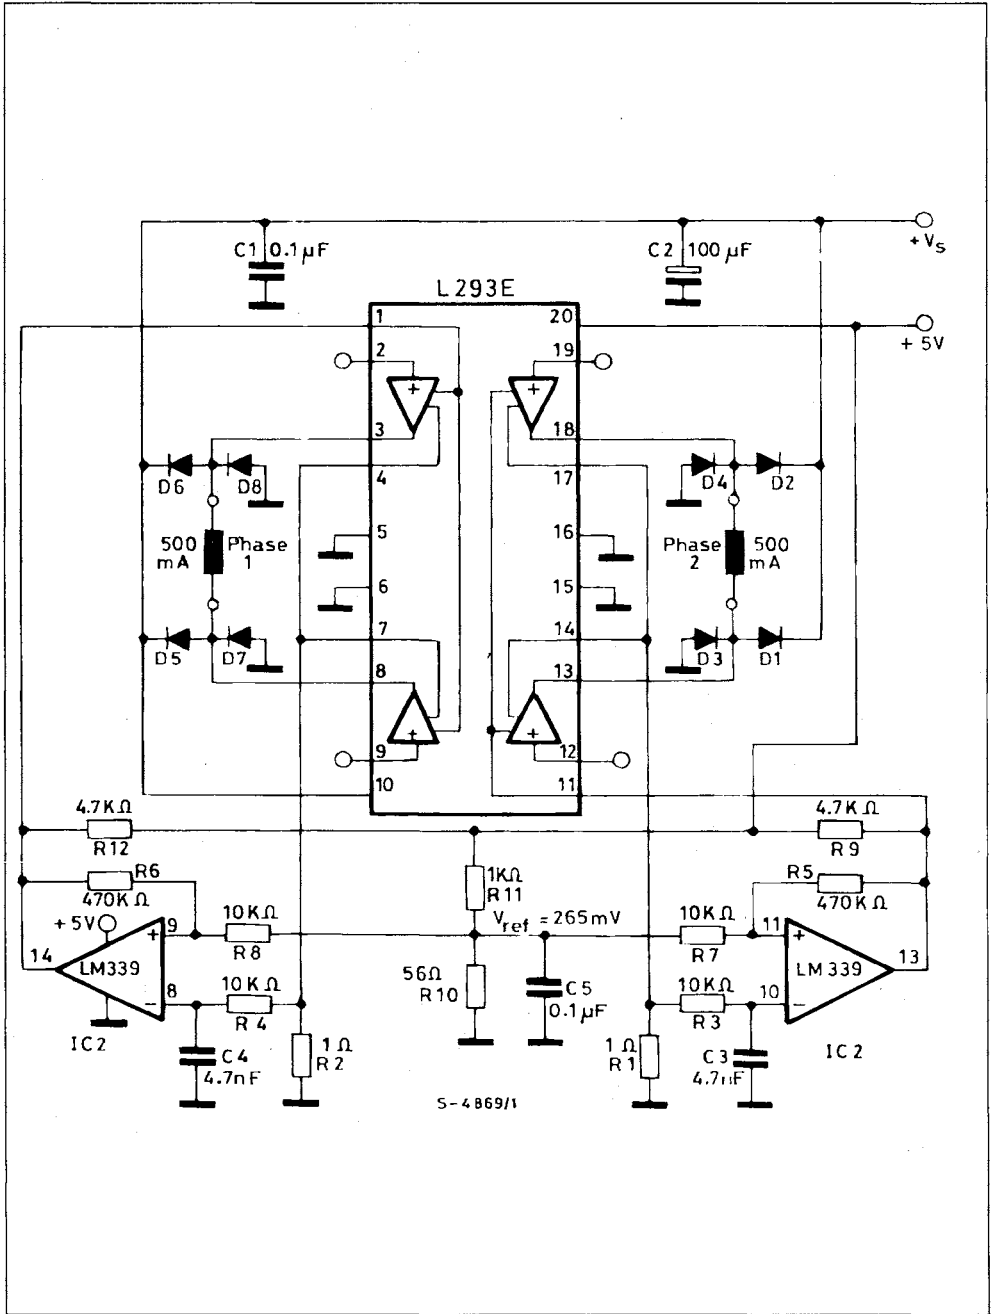 C1 0.1µF
C2 100µF
+Vs
L293E
1
20
+5V
2
19
3
18
4
17
D6
D8
D4
D2
500 mA
Phase 1
5
16
Phase 2
500 mA
6
15
7
14
D5
D7
D3
D1
8
13
9
12
10
11
4.7KΩ
R12
4.7KΩ
R9
R6
470KΩ
1KΩ
R11
R5
470KΩ
+5V
9
10KΩ
R8
Vref = 265mV
10KΩ
R7
11
14
LM339
+
−
8
10KΩ
R4
56Ω
R10
C5
0.1µF
10KΩ
R3
10
+
−
LM339
13
IC2
C4
4.7nF
1Ω
R2
1Ω
R1
C3
4.7nF
IC2
S-4869/1